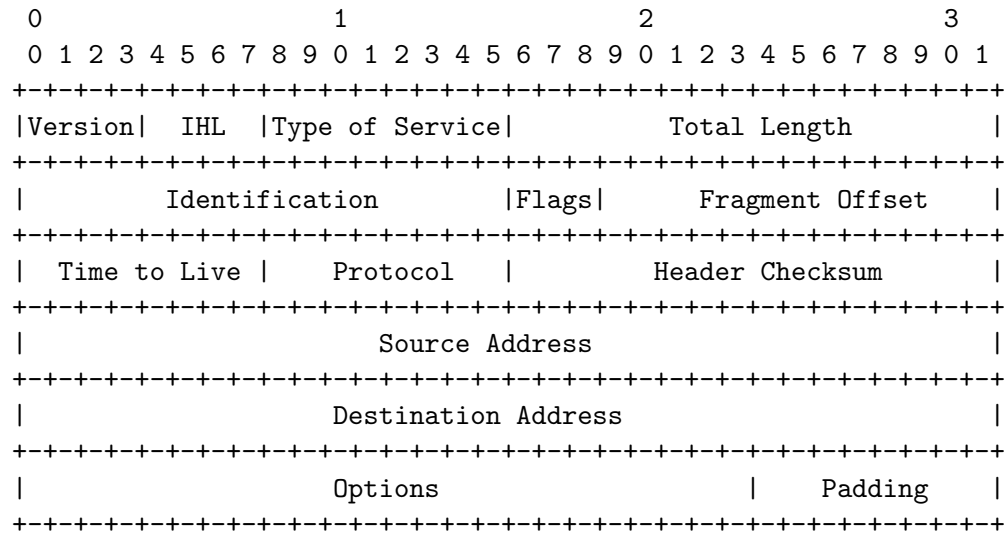 0                   1                   2                   3
 0 1 2 3 4 5 6 7 8 9 0 1 2 3 4 5 6 7 8 9 0 1 2 3 4 5 6 7 8 9 0 1
+-+-+-+-+-+-+-+-+-+-+-+-+-+-+-+-+-+-+-+-+-+-+-+-+-+-+-+-+-+-+-+-+
|Version|  IHL  |Type of Service|          Total Length         |
+-+-+-+-+-+-+-+-+-+-+-+-+-+-+-+-+-+-+-+-+-+-+-+-+-+-+-+-+-+-+-+-+
|         Identification        |Flags|      Fragment Offset    |
+-+-+-+-+-+-+-+-+-+-+-+-+-+-+-+-+-+-+-+-+-+-+-+-+-+-+-+-+-+-+-+-+
|  Time to Live |    Protocol   |         Header Checksum       |
+-+-+-+-+-+-+-+-+-+-+-+-+-+-+-+-+-+-+-+-+-+-+-+-+-+-+-+-+-+-+-+-+
|                       Source Address                          |
+-+-+-+-+-+-+-+-+-+-+-+-+-+-+-+-+-+-+-+-+-+-+-+-+-+-+-+-+-+-+-+-+
|                    Destination Address                        |
+-+-+-+-+-+-+-+-+-+-+-+-+-+-+-+-+-+-+-+-+-+-+-+-+-+-+-+-+-+-+-+-+
|                    Options                    |    Padding    |
+-+-+-+-+-+-+-+-+-+-+-+-+-+-+-+-+-+-+-+-+-+-+-+-+-+-+-+-+-+-+-+-+